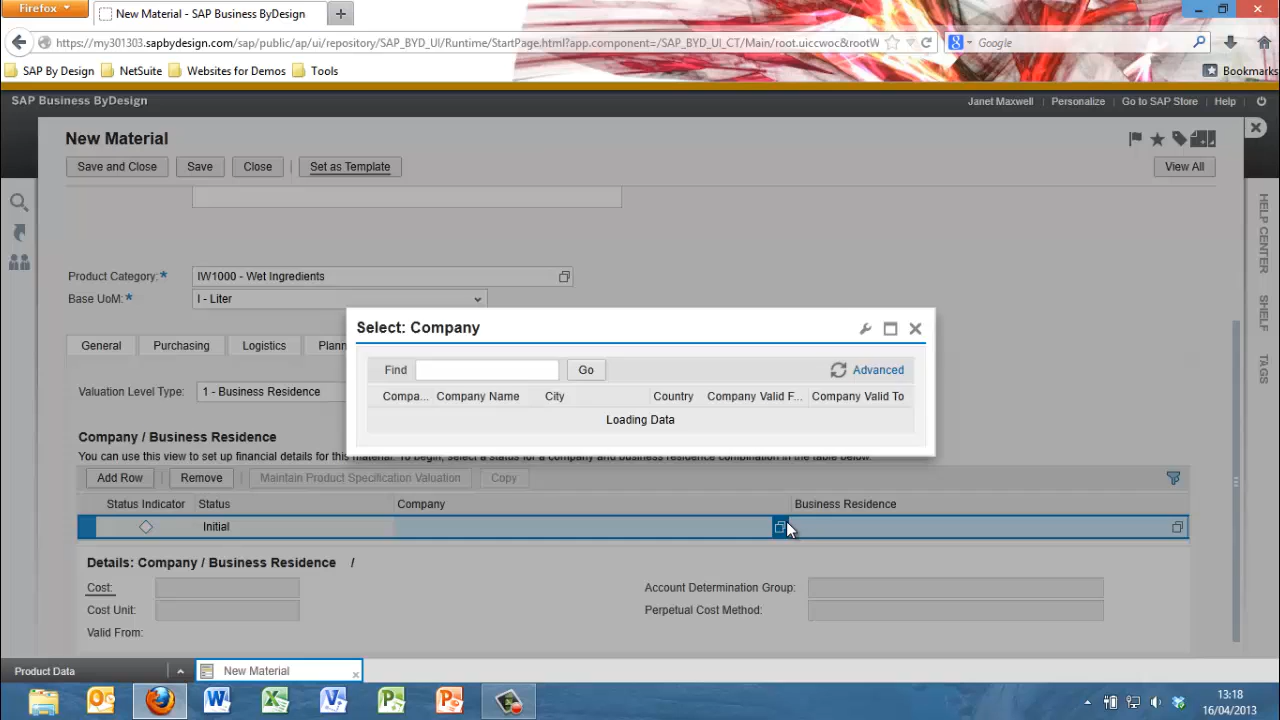 Firefox
New Material - SAP Business ByDesign
https://my301303.sapbydesign.com/sap/public/ap/ui/repository/SAP_BYD_UI/Runtime/StartPage.html?app.component=/SAP_BYD_UI_CT/Main/root.uiccwoc&rootW
Google
SAP By Design NetSuite Websites for Demos Tools Bookmarks
SAP Business ByDesign Janet Maxwell Personalize Go to SAP Store Help
New Material
Save and Close Save Close Set as Template View All
Product Category:* IW1000 - Wet Ingredients
Base UoM:* l - Liter
General Purchasing Logistics Plann
Valuation Level Type: 1 - Business Residence
Company / Business Residence
You can use this view to set up financial details for this material. To begin, select a status for a company and business residence combination in the table below.
Add Row Remove Maintain Product Specification Valuation Copy
Status Indicator Status Company Business Residence
Initial
Details: Company / Business Residence /
Cost: Account Determination Group:
Cost Unit: Perpetual Cost Method:
Valid From:
Select: Company
Find Go Advanced
Compa... Company Name City Country Company Valid F... Company Valid To
Loading Data
HELP CENTER
SHELF
TAGS
Product Data New Material
13:18
16/04/2013